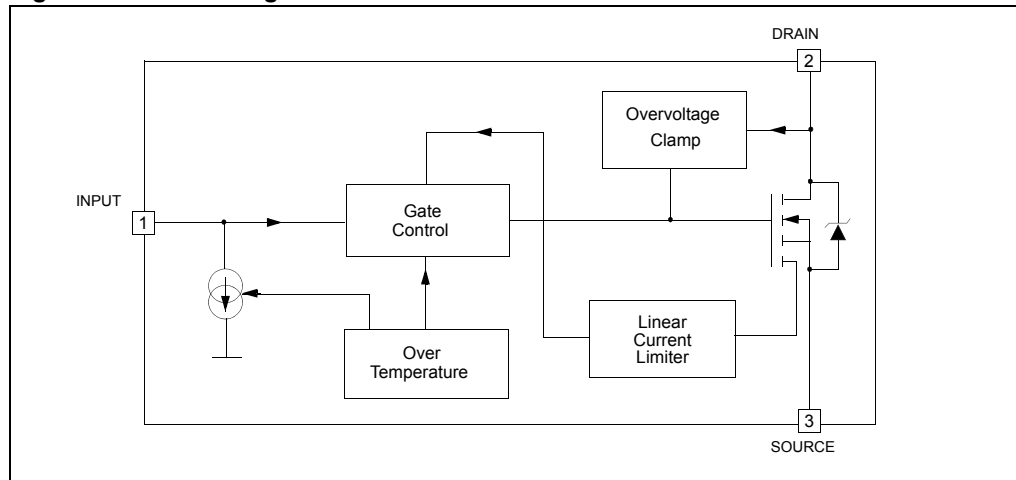 DRAIN
2
Overvoltage
Clamp
INPUT
1
Gate
Control
Linear
Current
Limiter
Over
Temperature
3
SOURCE